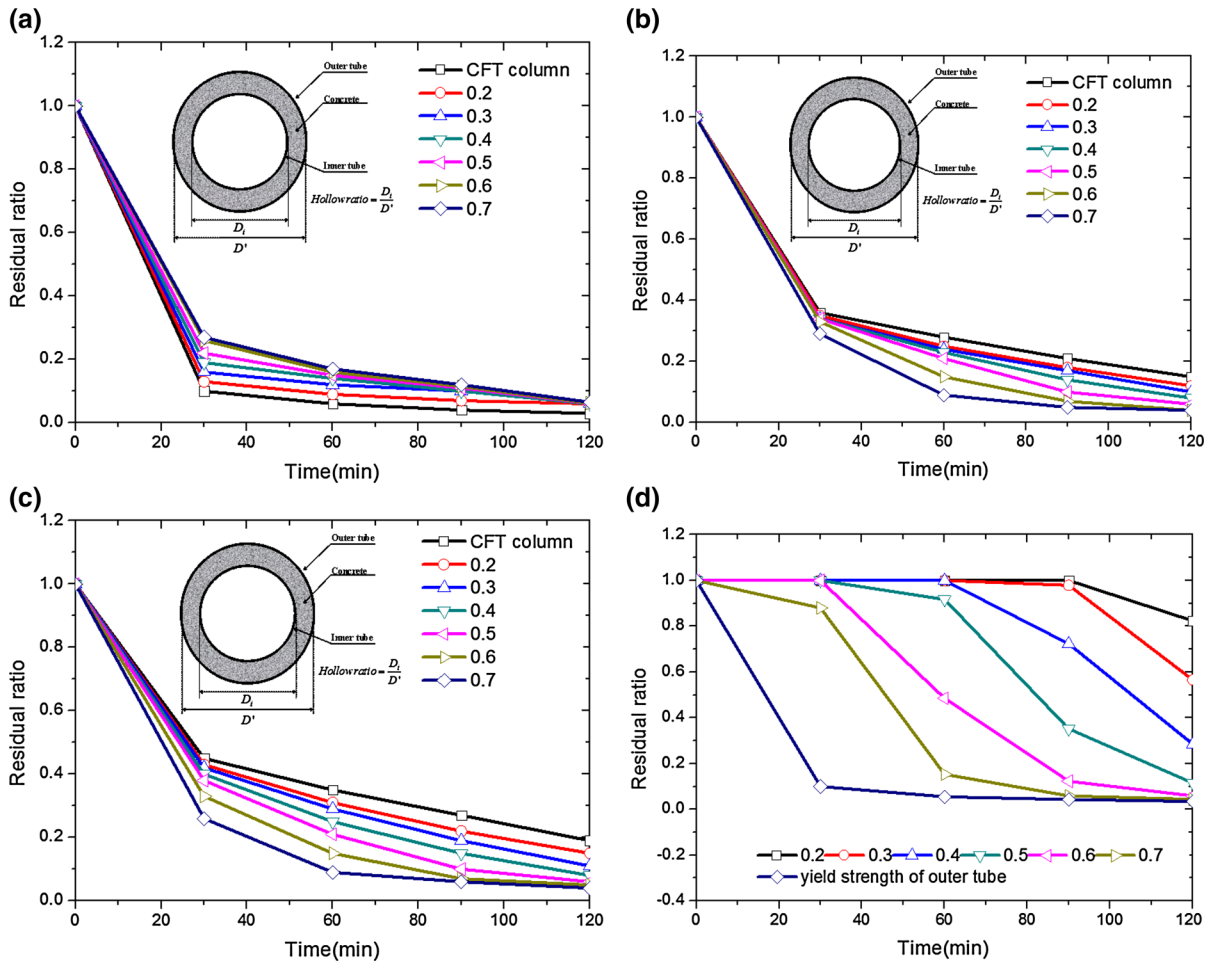 (a)
1.2
1.0
0.8
0.6
0.4
0.2
0.0
Residual ratio
0 20 40 60 80 100 120
Time(min)
Outer tube
Concrete
Inner tube
Hollowratio = Di/D'
Di
D'
CFT column
0.2
0.3
0.4
0.5
0.6
0.7
(b)
1.2
1.0
0.8
0.6
0.4
0.2
0.0
Residual ratio
0 20 40 60 80 100 120
Time(min)
Outer tube
Concrete
Inner tube
Hollowratio = Di/D'
Di
D'
CFT column
0.2
0.3
0.4
0.5
0.6
0.7
(c)
1.2
1.0
0.8
0.6
0.4
0.2
0.0
Residual ratio
0 20 40 60 80 100 120
Time(min)
Outer tube
Concrete
Inner tube
Hollowratio = Di/D'
Di
D'
CFT column
0.2
0.3
0.4
0.5
0.6
0.7
(d)
1.2
1.0
0.8
0.6
0.4
0.2
0.0
-0.2
-0.4
Residual ratio
0.2 0.3 0.4 0.5 0.6 0.7
yield strength of outer tube
0 20 40 60 80 100 120
Time(min)